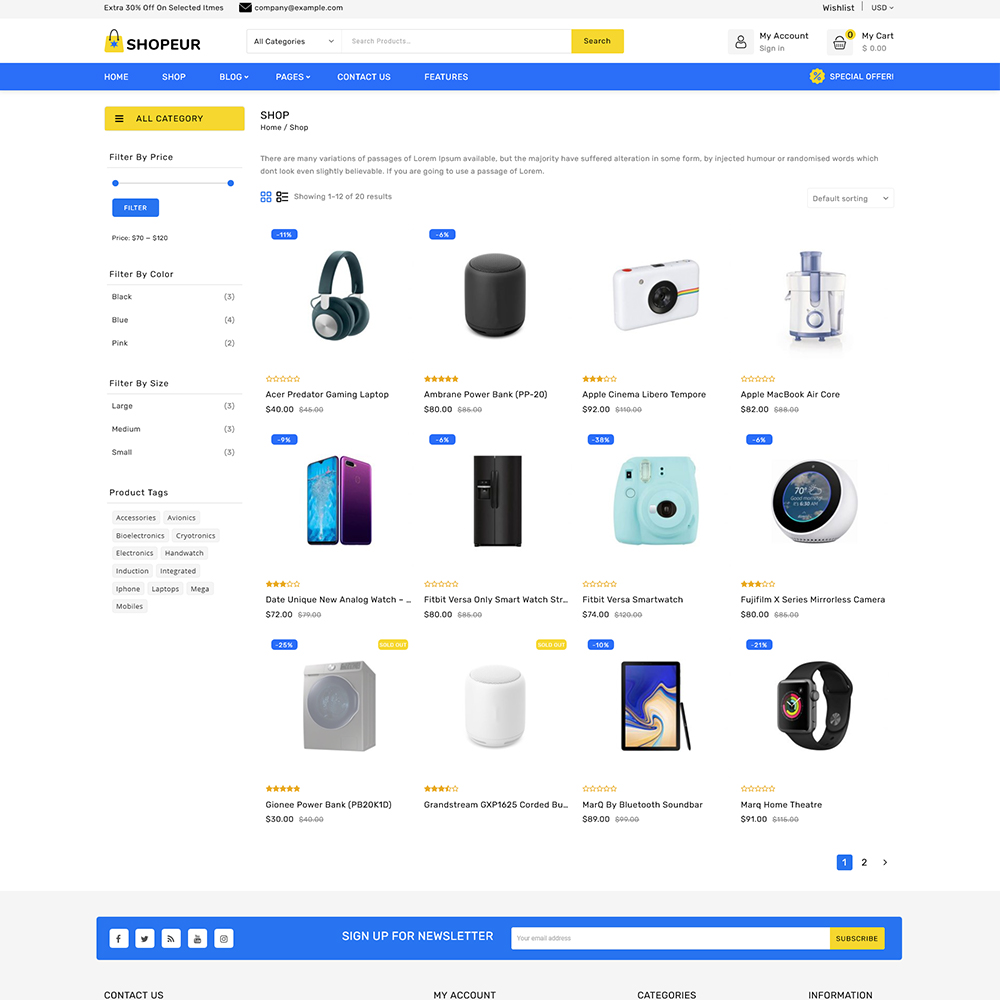 Extra 30% Off On Selected Itmes
company@example.com
Wishlist
USD
SHOPEUR
All Categories
Search Products...
Search
My Account
Sign in
0
My Cart
$ 0.00
HOME
SHOP
BLOG
PAGES
CONTACT US
FEATURES
SPECIAL OFFER!
ALL CATEGORY
Filter By Price
FILTER
Price: $70 — $120
Filter By Color
Black (3)
Blue (4)
Pink (2)
Filter By Size
Large (3)
Medium (3)
Small (3)
Product Tags
Accessories Avionics
Bioelectronics Cryotronics
Electronics Handwatch
Induction Integrated
Iphone Laptops Mega
Mobiles
SHOP
Home / Shop
There are many variations of passages of Lorem Ipsum available, but the majority have suffered alteration in some form, by injected humour or randomised words which
dont look even slightly believable. If you are going to use a passage of Lorem.
Showing 1–12 of 20 results
Default sorting
-11%
Acer Predator Gaming Laptop
$40.00 $45.00
-6%
Ambrane Power Bank (PP-20)
$80.00 $85.00
Apple Cinema Libero Tempore
$92.00 $110.00
Apple MacBook Air Core
$82.00 $88.00
-9%
Date Unique New Analog Watch – ...
$72.00 $79.00
-6%
Fitbit Versa Only Smart Watch Str...
$80.00 $85.00
-38%
Fitbit Versa Smartwatch
$74.00 $120.00
-6%
70°
6:30 AM
Fujifilm X Series Mirrorless Camera
$80.00 $85.00
-25%
SOLD OUT
Gionee Power Bank (PB20K1D)
$30.00 $40.00
SOLD OUT
Grandstream GXP1625 Corded Bu...
-10%
MarQ By Bluetooth Soundbar
$89.00 $99.00
-21%
Marq Home Theatre
$91.00 $115.00
1 2
SIGN UP FOR NEWSLETTER
Your email address
SUBSCRIBE
CONTACT US
MY ACCOUNT
CATEGORIES
INFORMATION